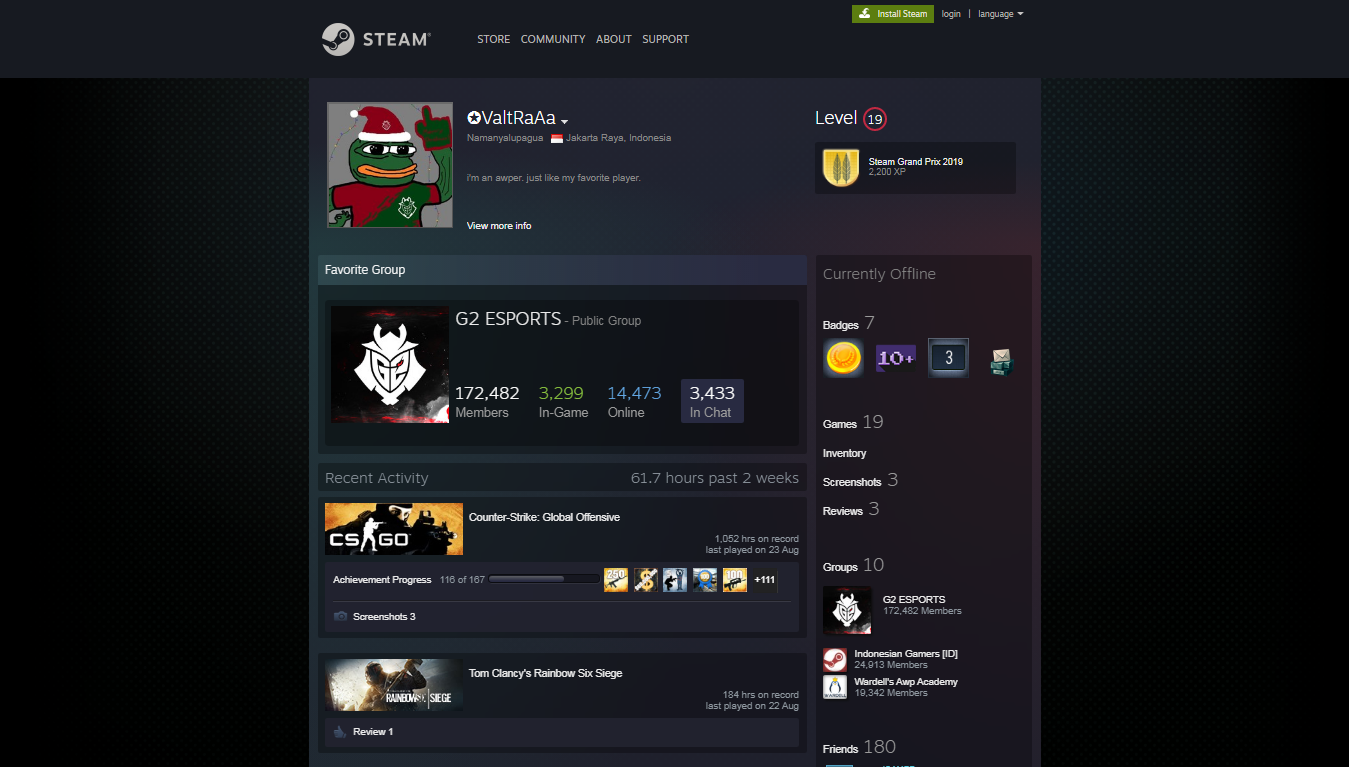 Install Steam login | language
STEAM®
STORE COMMUNITY ABOUT SUPPORT
✪ValtRaAa
Namanyalupagua Jakarta Raya, Indonesia
i'm an awper. just like my favorite player.
View more info
Level 19
Steam Grand Prix 2019
2,200 XP
Favorite Group
G2 ESPORTS - Public Group
172,482 3,299 14,473 3,433
Members In-Game Online In Chat
Recent Activity 61.7 hours past 2 weeks
CS GO
Counter-Strike: Global Offensive
1,052 hrs on record
last played on 23 Aug
Achievement Progress 116 of 167 250 100 +111
Screenshots 3
RAINBOW SIX SIEGE
Tom Clancy's Rainbow Six Siege
184 hrs on record
last played on 22 Aug
Review 1
Currently Offline
Badges 7
10+ 3
Games 19
Inventory
Screenshots 3
Reviews 3
Groups 10
G2 ESPORTS
172,482 Members
Indonesian Gamers [ID]
24,913 Members
WARDELL
Wardell's Awp Academy
19,342 Members
Friends 180